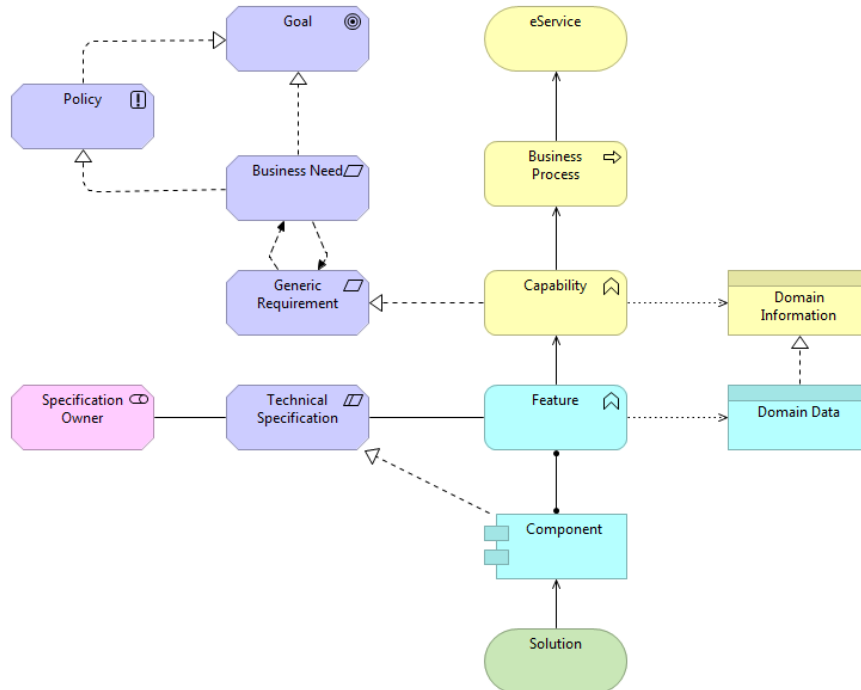 Goal
eService
Policy
Business Need
Business
Process
Generic
Requirement
Capability
Domain
Information
Specification
Owner
Technical
Specification
Feature
Domain Data
Component
Solution